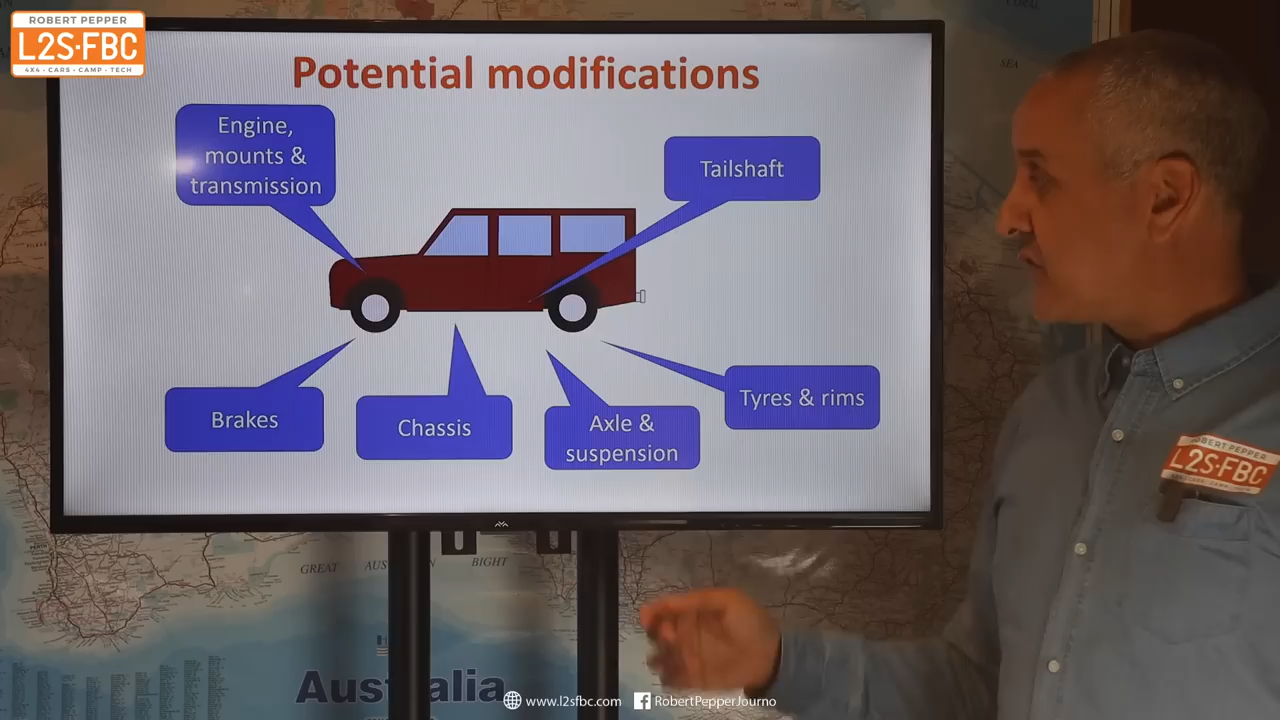 ROBERT PEPPER
L2S·FBC
4X4 · CARS · CAMP · TECH
Potential modifications
Engine,
mounts &
transmission
Tailshaft
Brakes
Chassis
Axle &
suspension
Tyres & rims
ROBERT PEPPER
L2S·FBC
SEA
GREAT
BIGHT
Australia
www.l2sfbc.com
RobertPepperJourno